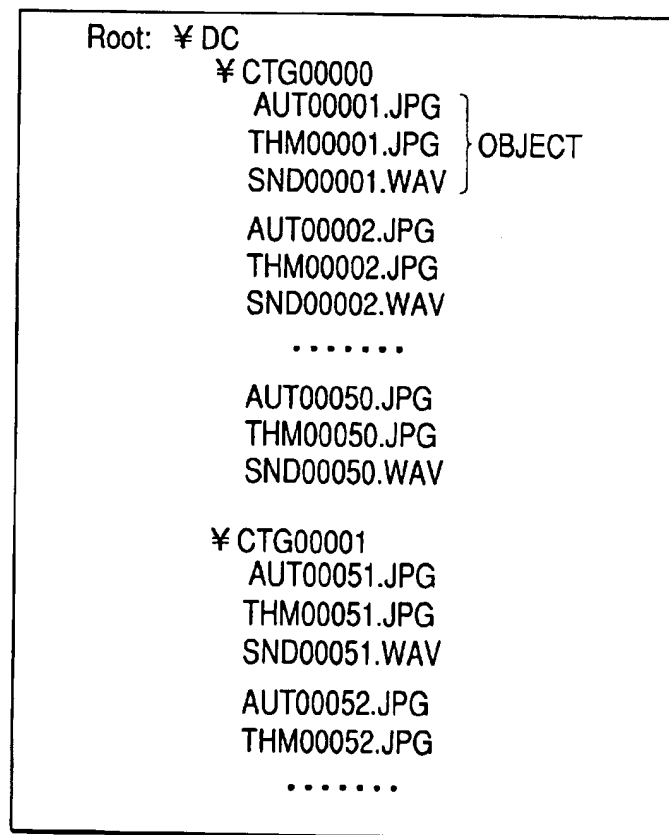 Root: ¥ DC
¥ CTG00000
AUT00001.JPG
THM00001.JPG OBJECT
SND00001.WAV
AUT00002.JPG
THM00002.JPG
SND00002.WAV
.......
AUT00050.JPG
THM00050.JPG
SND00050.WAV
¥ CTG00001
AUT00051.JPG
THM00051.JPG
SND00051.WAV
AUT00052.JPG
THM00052.JPG
.......